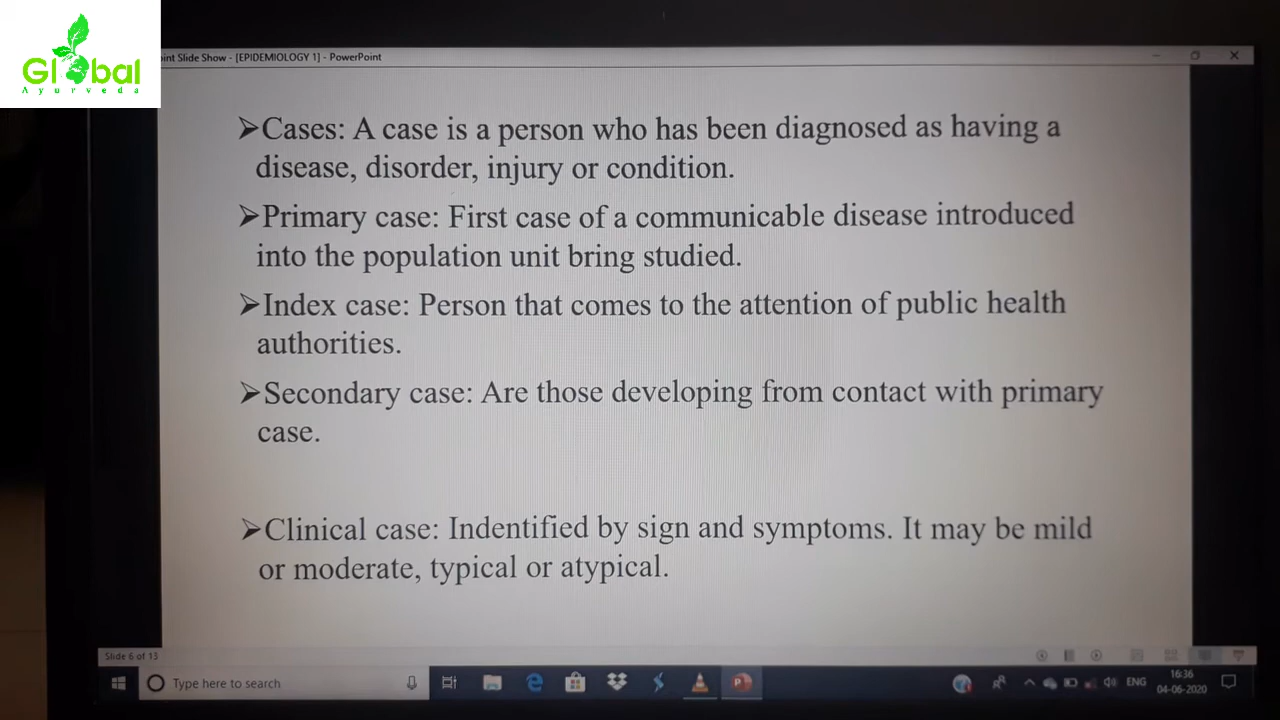 Global
Ayurveda
int Slide Show - [EPIDEMIOLOGY 1] - PowerPoint
➢Cases: A case is a person who has been diagnosed as having a
disease, disorder, injury or condition.
➢Primary case: First case of a communicable disease introduced
into the population unit bring studied.
➢Index case: Person that comes to the attention of public health
authorities.
➢Secondary case: Are those developing from contact with primary
case.
➢Clinical case: Indentified by sign and symptoms. It may be mild
or moderate, typical or atypical.
Slide 6 of 13
Type here to search
ENG
16:36
04-06-2020